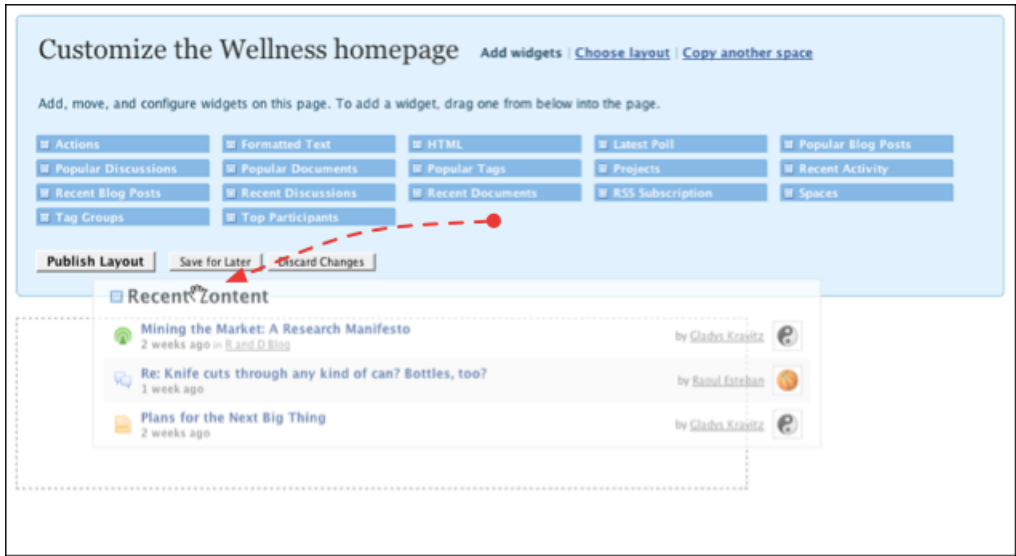 Customize the Wellness homepage Add widgets | Choose layout | Copy another space
Add, move, and configure widgets on this page. To add a widget, drag one from below into the page.
Actions Formatted Text HTML Latest Poll Popular Blog Posts
Popular Discussions Popular Documents Popular Tags Projects Recent Activity
Recent Blog Posts Recent Discussions Recent Documents RSS Subscription Spaces
Tag Groups Top Participants
Publish Layout Save for Later Discard Changes
Recent Content
Mining the Market: A Research Manifesto
2 weeks ago in R and D Blog by Gladys Kravitz
Re: Knife cuts through any kind of can? Bottles, too?
1 week ago by Raoul Esteban
Plans for the Next Big Thing
2 weeks ago by Gladys Kravitz